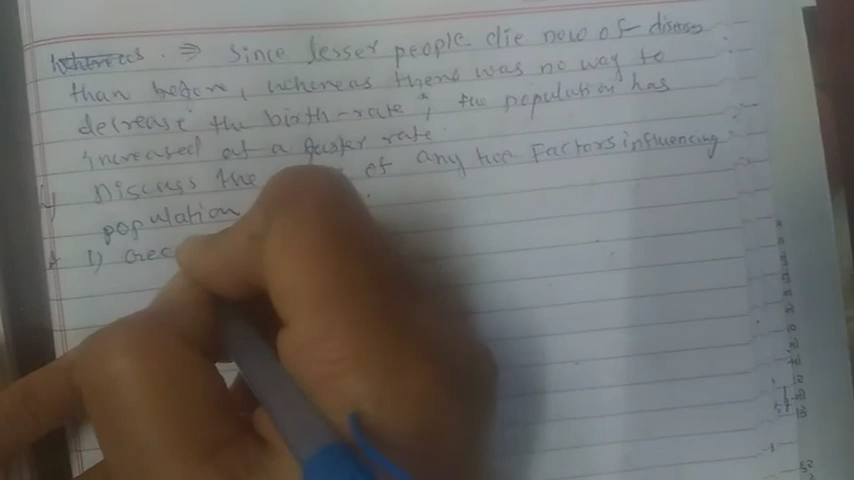 ⇒ Since lesser people die now of diseases
than before, whereas there was no way to
decrease the birth-rate, the population has
increased at a faster rate.
Discuss the of any two Factors influencing
population
A 1)